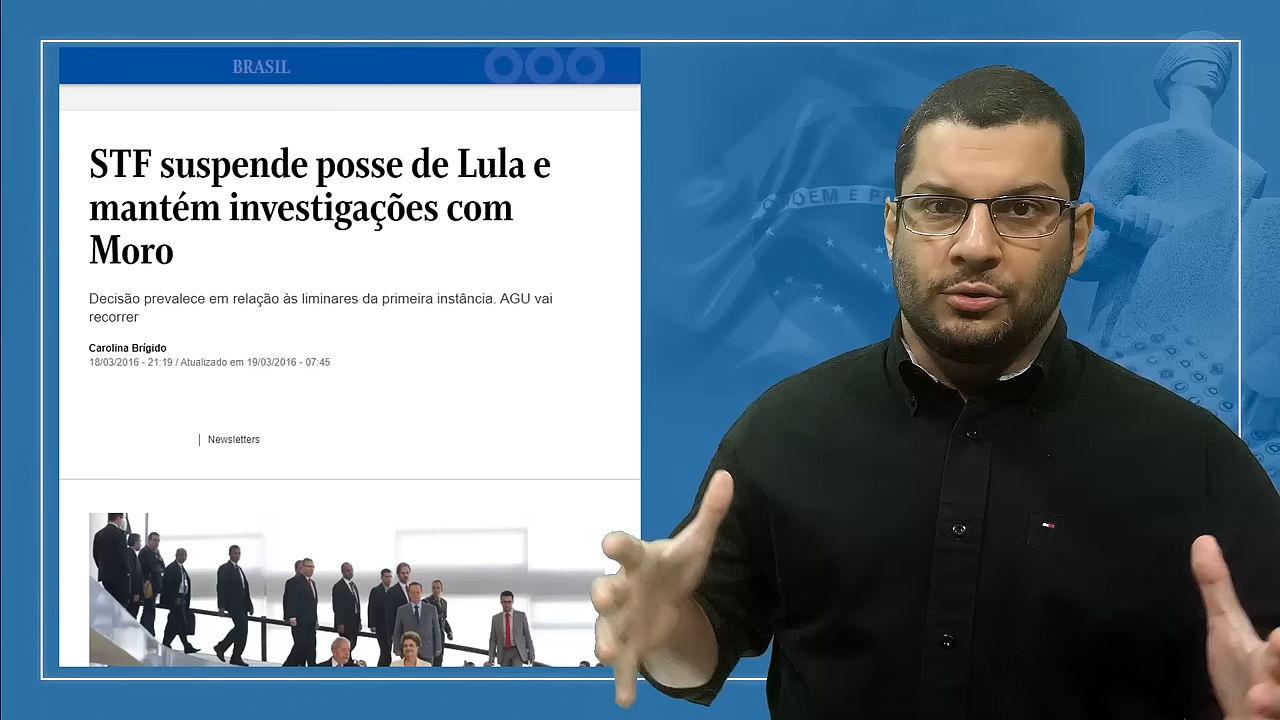 BRASIL
STF suspende posse de Lula e
mantém investigações com
Moro
Decisão prevalece em relação às liminares da primeira instância. AGU vai
recorrer
Carolina Brígido
18/03/2016 - 21:19 / Atualizado em 19/03/2016 - 07:45
| Newsletters
ORDEM E P